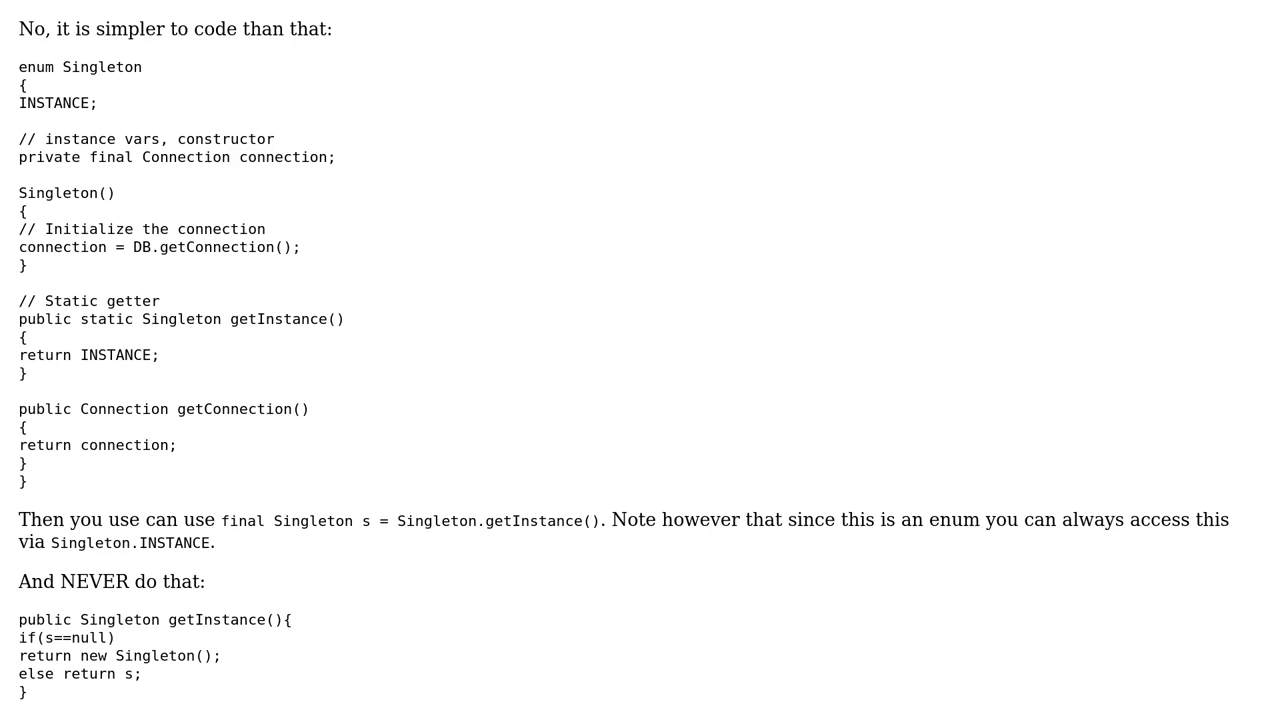 No, it is simpler to code than that:
enum Singleton
{
INSTANCE;
// instance vars, constructor
private final Connection connection;
Singleton()
{
// Initialize the connection
connection = DB.getConnection();
}
// Static getter
public static Singleton getInstance()
{
return INSTANCE;
}
public Connection getConnection()
{
return connection;
}
}
Then you use can use final Singleton s = Singleton.getInstance(). Note however that since this is an enum you can always access this
via Singleton.INSTANCE.
And NEVER do that:
public Singleton getInstance(){
if(s==null)
return new Singleton();
else return s;
}